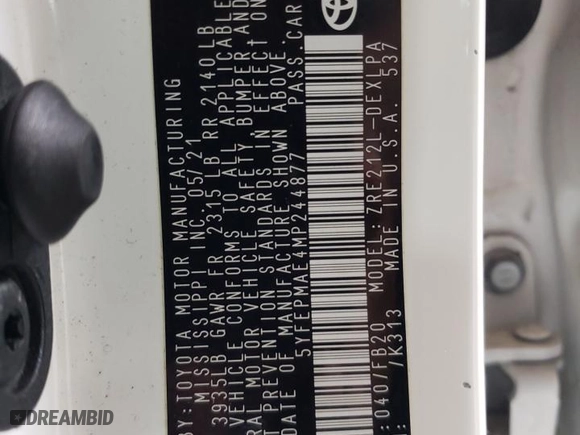 BY: TOYOTA MOTOR MANUFACTURING
MISSISSIPPI INC. 05/21
3935LB GAWR FR 2315 LB RR 2140 LB
VEHICLE CONFORMS TO ALL APPLICABLE
ERAL MOTOR VEHICLE SAFETY BUMPER AND
T PREVENTION STANDARDS IN EFFECT ON
DATE OF MANUFACTURE SHOWN ABOVE.
5YFEPMAE4MP244877 PASS.CAR
TOYOTA
: 040/FB20 MODEL: ZRE212L-DEXLPA
/K313 MADE IN U.S.A. 537
DREAMBID